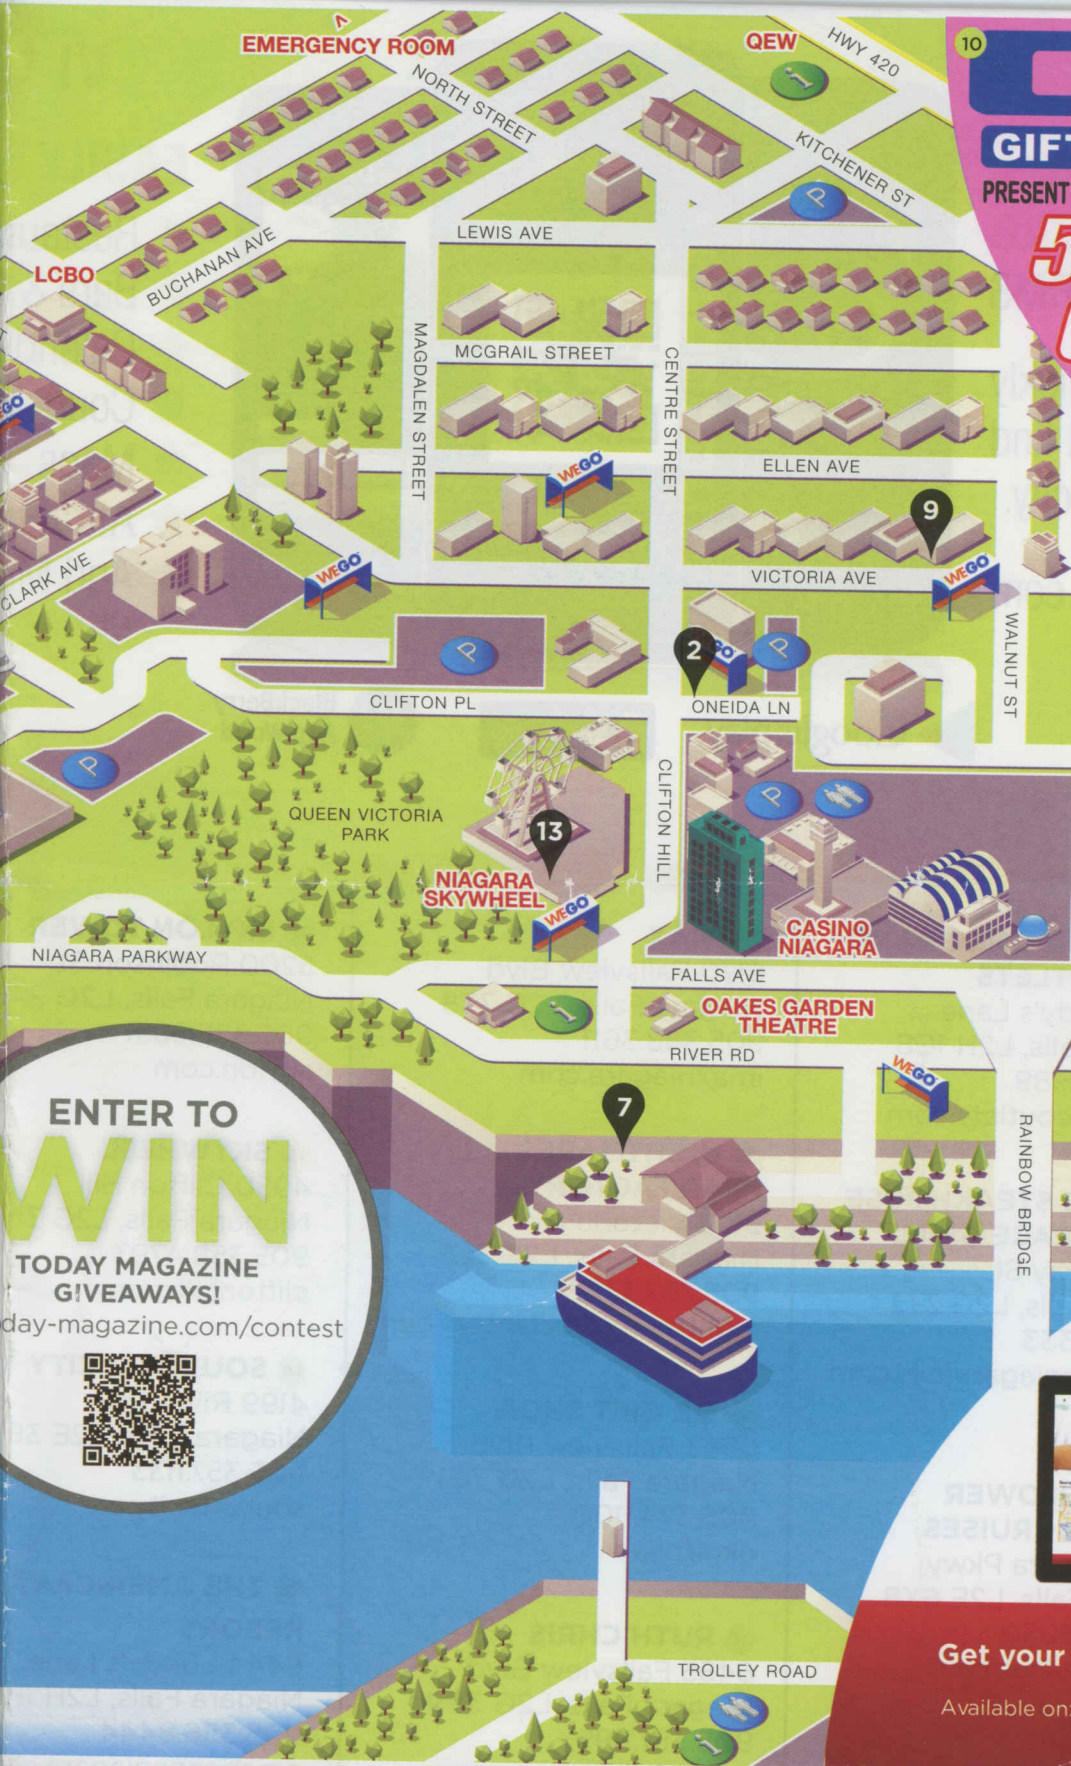 EMERGENCY ROOM
QEW
HWY 420
10
NORTH STREET
KITCHENER ST
GIF
PRESENT
5
LEWIS AVE
BUCHANAN AVE
LCBO
MAGDALEN STREET
MCGRAIL STREET
CENTRE STREET
ELLEN AVE
WEGO
9
CLARK AVE
WEGO
VICTORIA AVE
WEGO
P
P
P
2
WALNUT ST
CLIFTON PL
ONEIDA LN
P
QUEEN VICTORIA
PARK
CLIFTON HILL
P
13
NIAGARA
SKYWHEEL
WEGO
CASINO
NIAGARA
NIAGARA PARKWAY
FALLS AVE
i
OAKES GARDEN
THEATRE
RIVER RD
WEGO
7
RAINBOW BRIDGE
ENTER TO
WIN
TODAY MAGAZINE
GIVEAWAYS!
day-magazine.com/contest
TROLLEY ROAD
i
Get your
Available on: